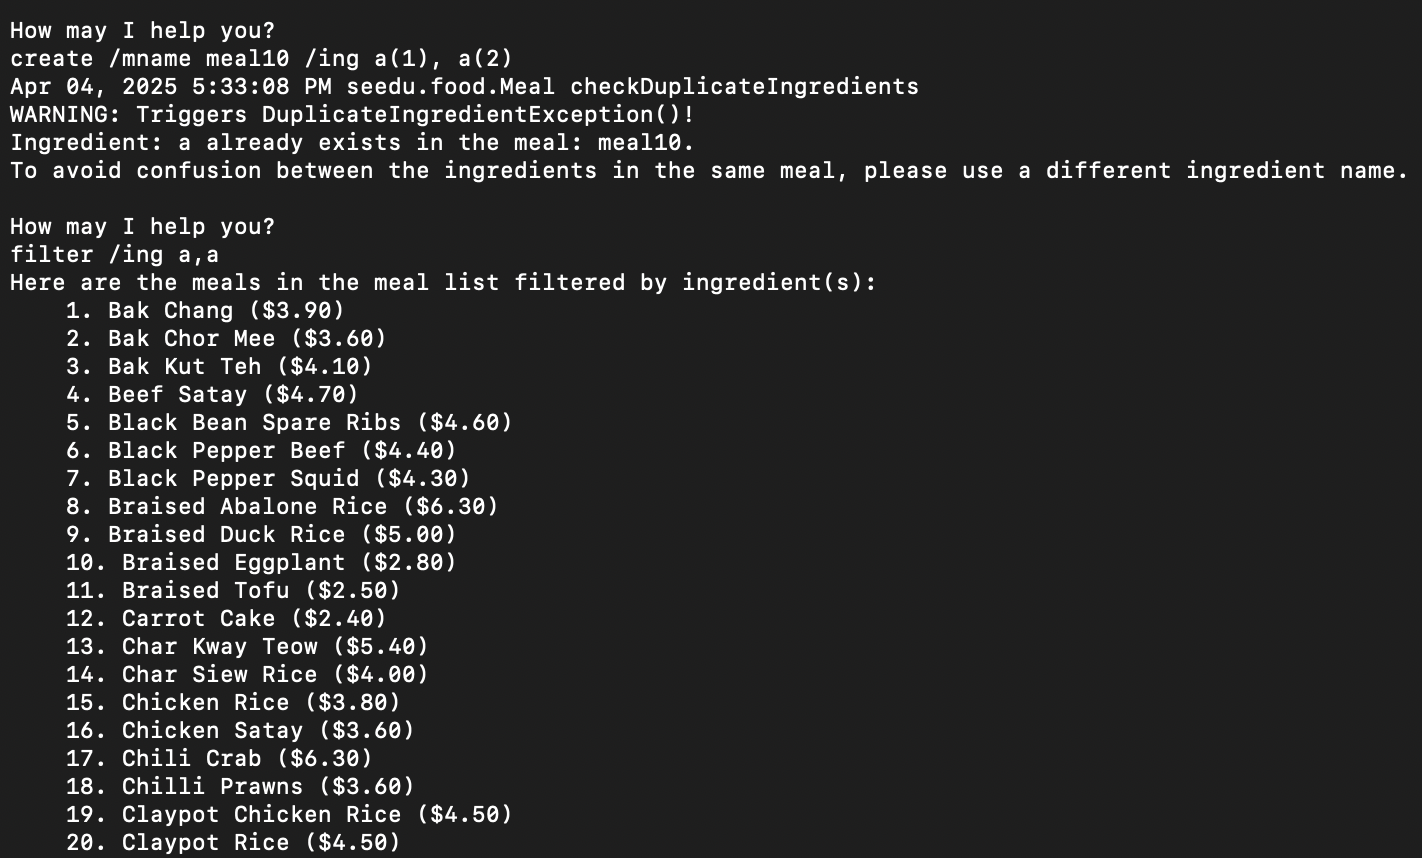 How may I help you?
create /mname meal10 /ing a(1), a(2)
Apr 04, 2025 5:33:08 PM seedu.food.Meal checkDuplicateIngredients
WARNING: Triggers DuplicateIngredientException()!
Ingredient: a already exists in the meal: meal10.
To avoid confusion between the ingredients in the same meal, please use a different ingredient name.
How may I help you?
filter /ing a,a
Here are the meals in the meal list filtered by ingredient(s):
1. Bak Chang ($3.90)
2. Bak Chor Mee ($3.60)
3. Bak Kut Teh ($4.10)
4. Beef Satay ($4.70)
5. Black Bean Spare Ribs ($4.60)
6. Black Pepper Beef ($4.40)
7. Black Pepper Squid ($4.30)
8. Braised Abalone Rice ($6.30)
9. Braised Duck Rice ($5.00)
10. Braised Eggplant ($2.80)
11. Braised Tofu ($2.50)
12. Carrot Cake ($2.40)
13. Char Kway Teow ($5.40)
14. Char Siew Rice ($4.00)
15. Chicken Rice ($3.80)
16. Chicken Satay ($3.60)
17. Chili Crab ($6.30)
18. Chilli Prawns ($3.60)
19. Claypot Chicken Rice ($4.50)
20. Claypot Rice ($4.50)